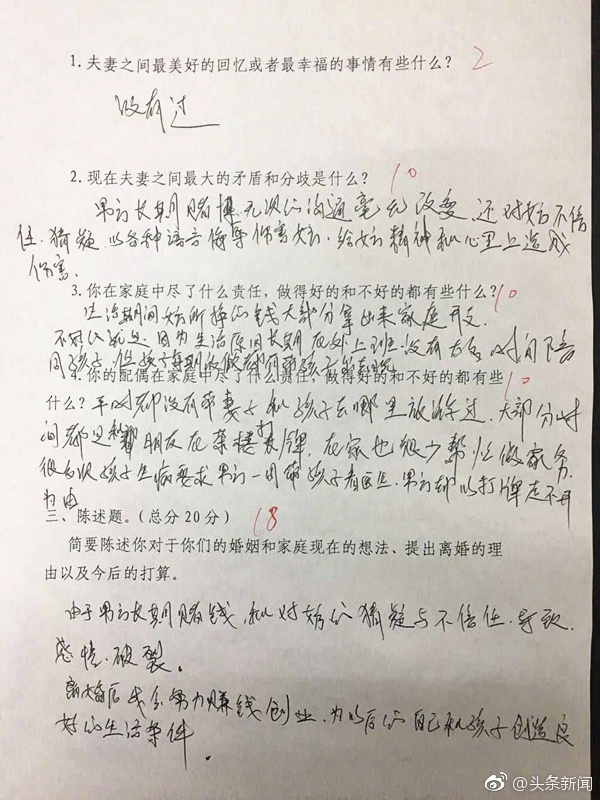 1.夫妻之间最美好的回忆或者最幸福的事情有些什么? 2
没有过
2.现在夫妻之间最大的矛盾和分歧是什么? 10
男方长期赌博无次的沟通毫无改变.还对女方不信
任.猜疑.以各种语言侮辱伤害女方.给女方精神和心里上造成
伤害.
3.你在家庭中尽了什么责任,做得好的和不好的都有些什么? 10
生活期间女方所挣的钱大部分拿出来家庭开支.
不好的就是因为生活原因长期在外上班没有太多时间陪
同孩子.但孩子每期放假都有带孩子
4.你的配偶在家庭中尽了什么责任,做得好的和不好的都有些
什么? 平时都没有带妻子和孩子去哪里放游过.大部分时 10
间都是和朋友在茶楼打牌.在家也很少帮忙做家务.
很多次孩子生病要求男方一同带孩子看医生.男方却以打牌走不开
为由
三、陈述题。(总分20分) 18
简要陈述你对于你们的婚姻和家庭现在的想法、提出离婚的理
由以及今后的打算。
由于男方长期赌钱,和对女方的猜疑与不信任.导致.
感情.破裂。
离婚后我会努力赚钱创业.为以后的自己和孩子创造良
好的生活条件.
@头条新闻